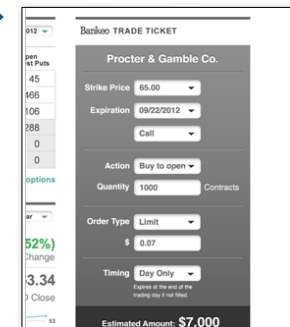 012
Bankeo TRADE TICKET
pen
st Puts
45
466
106
288
0
0
options
ar
52%)
Change
3.34
Close
53
Procter & Gamble Co.
Strike Price 65.00
Expiration 09/22/2012
Call
Action Buy to open
Quantity 1000 Contracts
Order Type Limit
$ 0.07
Timing Day Only
Expires at the end of the
trading day if not filled.
Estimated Amount: $7,000